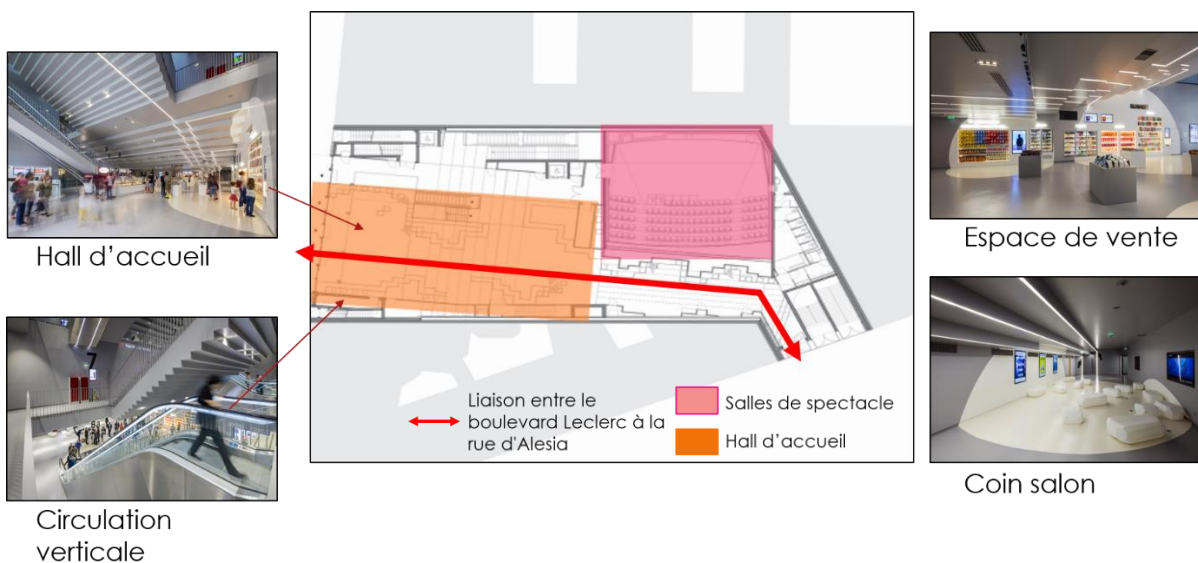 Hall d’accueil
Circulation
verticale
Liaison entre le
boulevard Leclerc à la
rue d'Alesia
Salles de spectacle
Hall d’accueil
Espace de vente
Coin salon
7